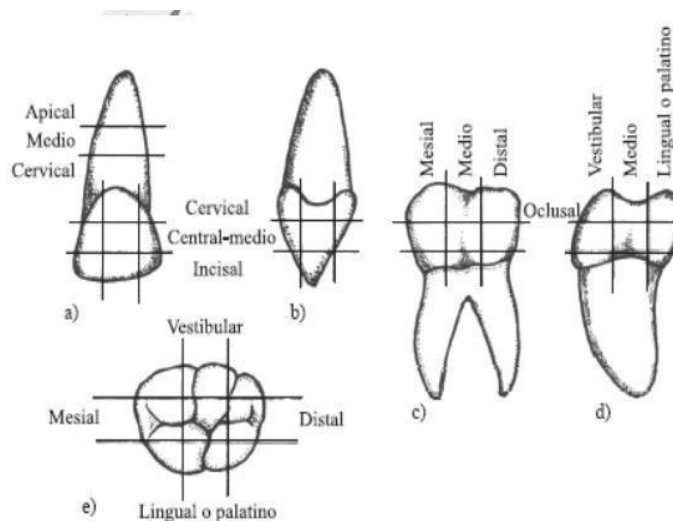 Apical
Medio
Cervical
Cervical
Central-medio
Incisal
a)
b)
Mesial
Medio
Distal
Oclusal
Vestibular
Medio
Lingual o palatino
c)
d)
Vestibular
Mesial
Distal
e)
Lingual o palatino